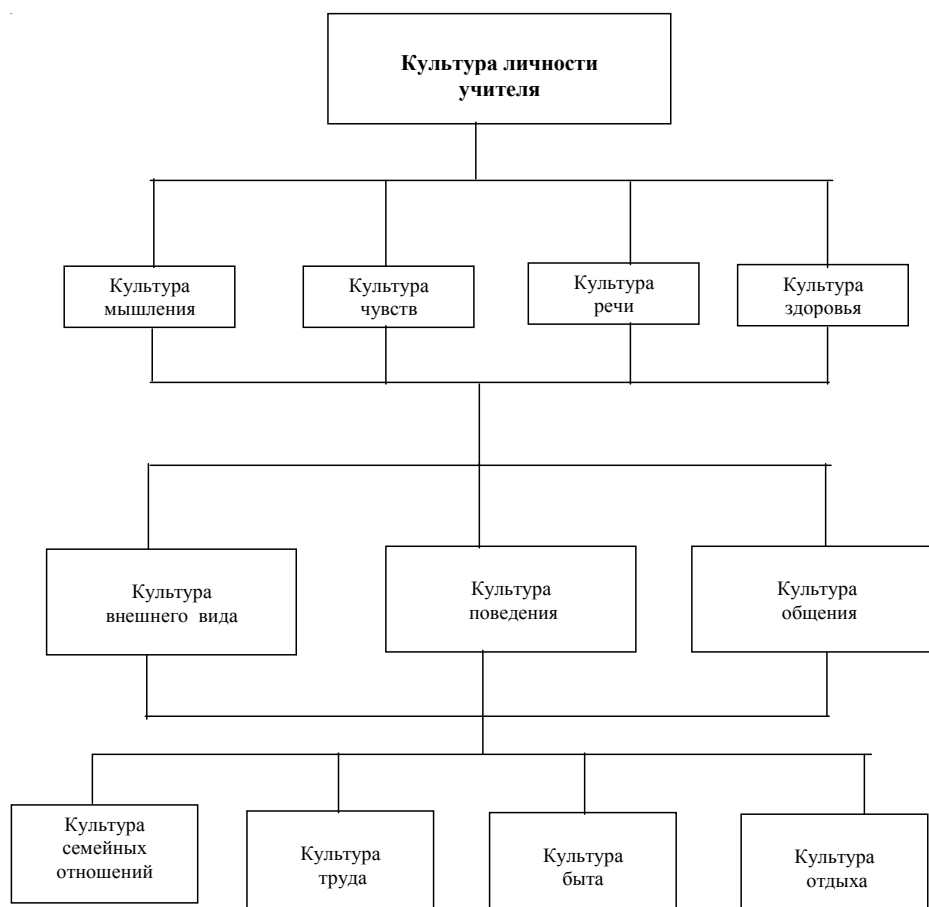 Культура личности
учителя
Культура
мышления
Культура
чувств
Культура
речи
Культура
здоровья
Культура
внешнего вида
Культура
поведения
Культура
общения
Культура
семейных
отношений
Культура
труда
Культура
быта
Культура
отдыха